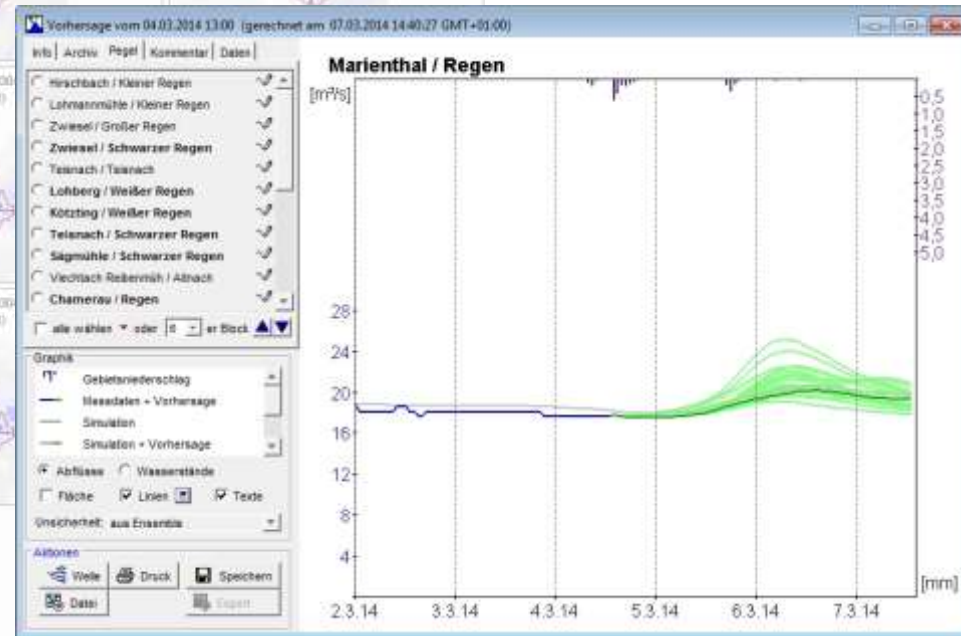 Vorhersage vom 04.03.2014 13:00 (gerechnet am 07.03.2014 14:40:27 GMT+01:00)
Info Archiv Pegel Kommentar Daten
Hirschbach / Kleiner Regen
Lohmannmühle / Kleiner Regen
Zwiesel / Großer Regen
Zwiesel / Schwarzer Regen
Teisnach / Teisnach
Lohberg / Weißer Regen
Kötzting / Weißer Regen
Teisnach / Schwarzer Regen
Sägmühle / Schwarzer Regen
Viechtach / Aitnach
Chamerau / Regen
alle wählen oder 6 er Block
Graphik
Gebietsniederschlag
Messdaten + Vorhersage
Simulation
Simulation + Vorhersage
Abflüsse Wasserstände
Fläche Linien Texte
Unsicherheit: aus Ensemble
Aktionen
Welle Druck Speichern
Datei Export
Marienthal / Regen
[m³/s]
28
24
20
16
12
8
4
0,5
1,0
1,5
2,0
2,5
3,0
3,5
4,0
4,5
5,0
[mm]
2.3.14 3.3.14 4.3.14 5.3.14 6.3.14 7.3.14